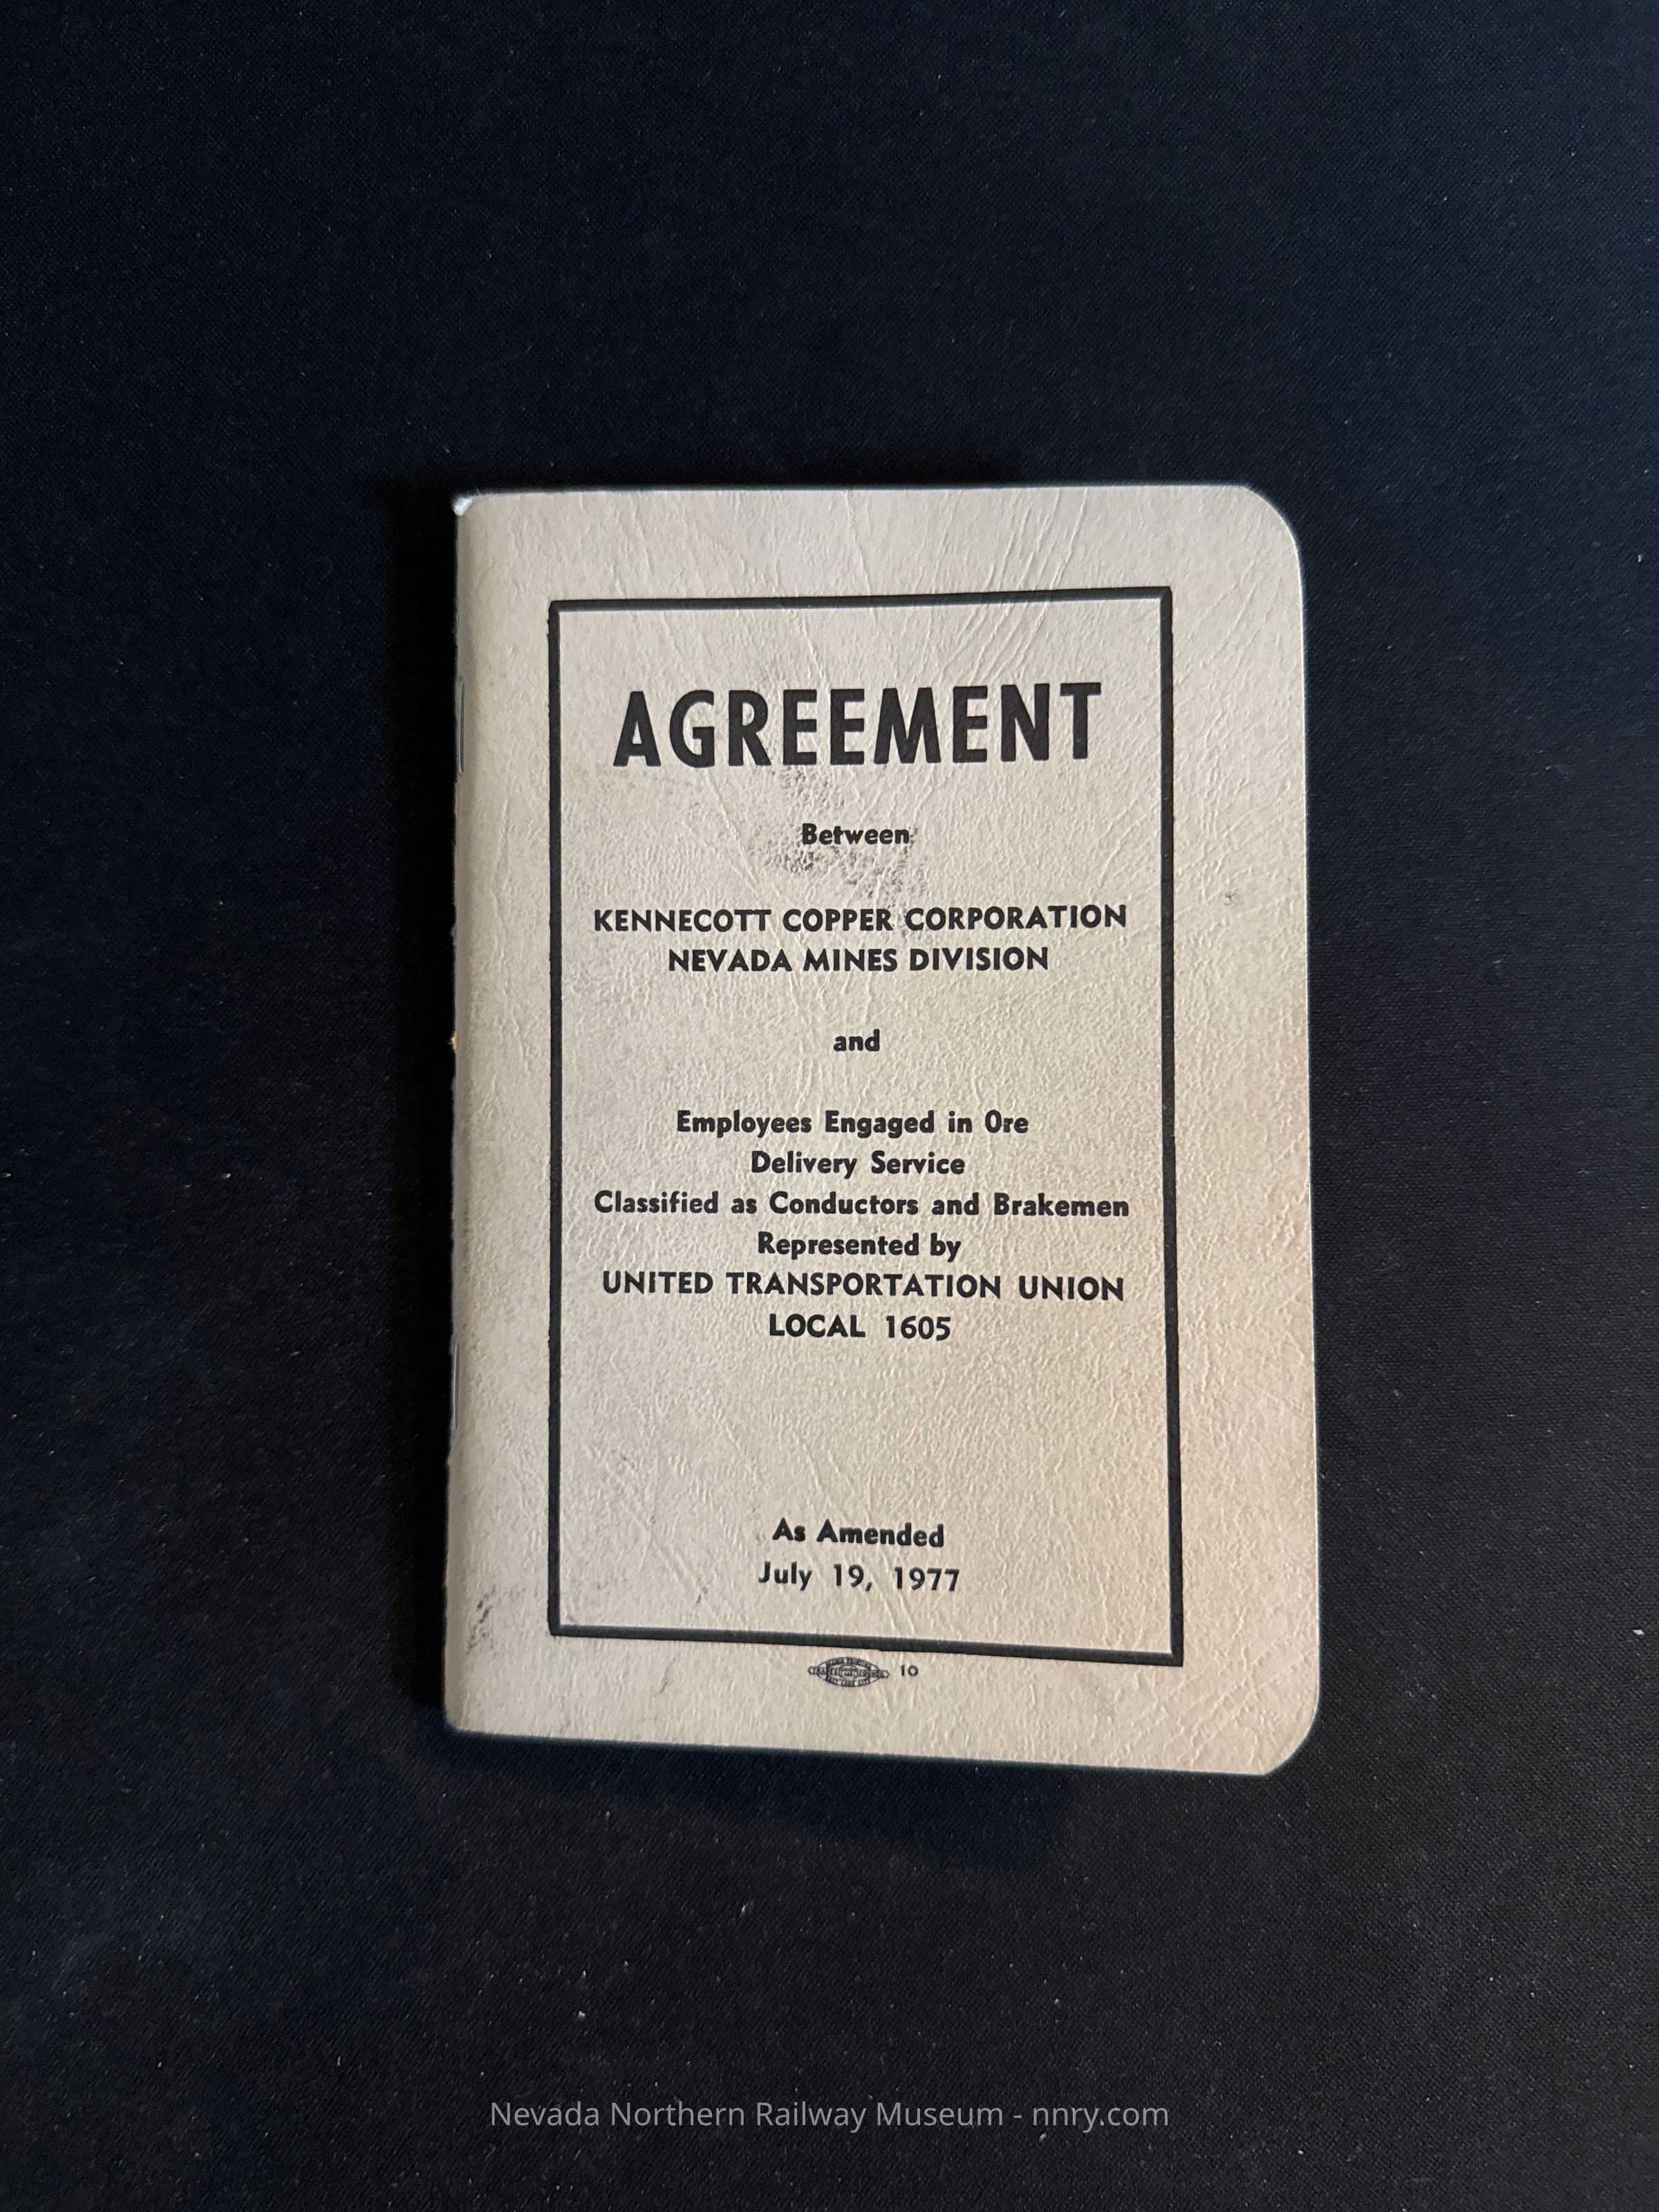 AGREEMENT
Between
KENNECOTT COPPER CORPORATION
NEVADA MINES DIVISION
and
Employees Engaged in Ore
Delivery Service
Classified as Conductors and Brakemen
Represented by
UNITED TRANSPORTATION UNION
LOCAL 1605
As Amended
July 19, 1977
10
Nevada Northern Railway Museum - nnry.com